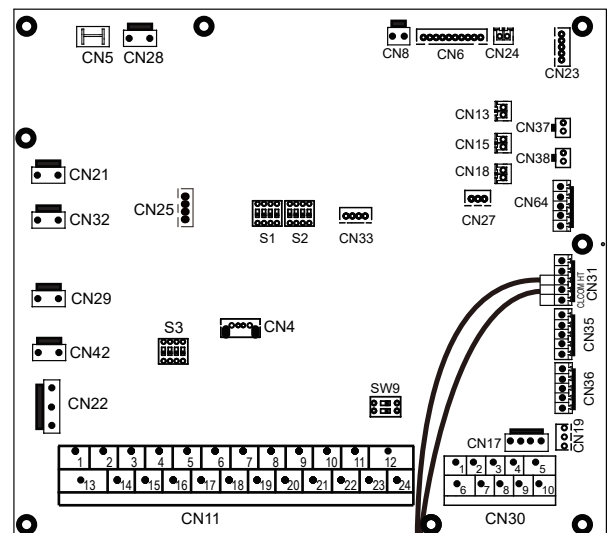 CN5 CN28 CN8 CN6 CN24 CN23
CN13 CN37
CN15 CN38
CN18
CN21 CN25 CN27 CN64
CN32 S1 S2 CN33
CLCOM HT CN31
CN29 CN4 CN35
S3
CN42 CN36
CN22 SW9
CN17 CN19
1 2 3 4 5 6 7 8 9 10 11 12
13 14 15 16 17 18 19 20 21 22 23 24
1 2 3 4 5
6 7 8 9 10
CN11 CN30